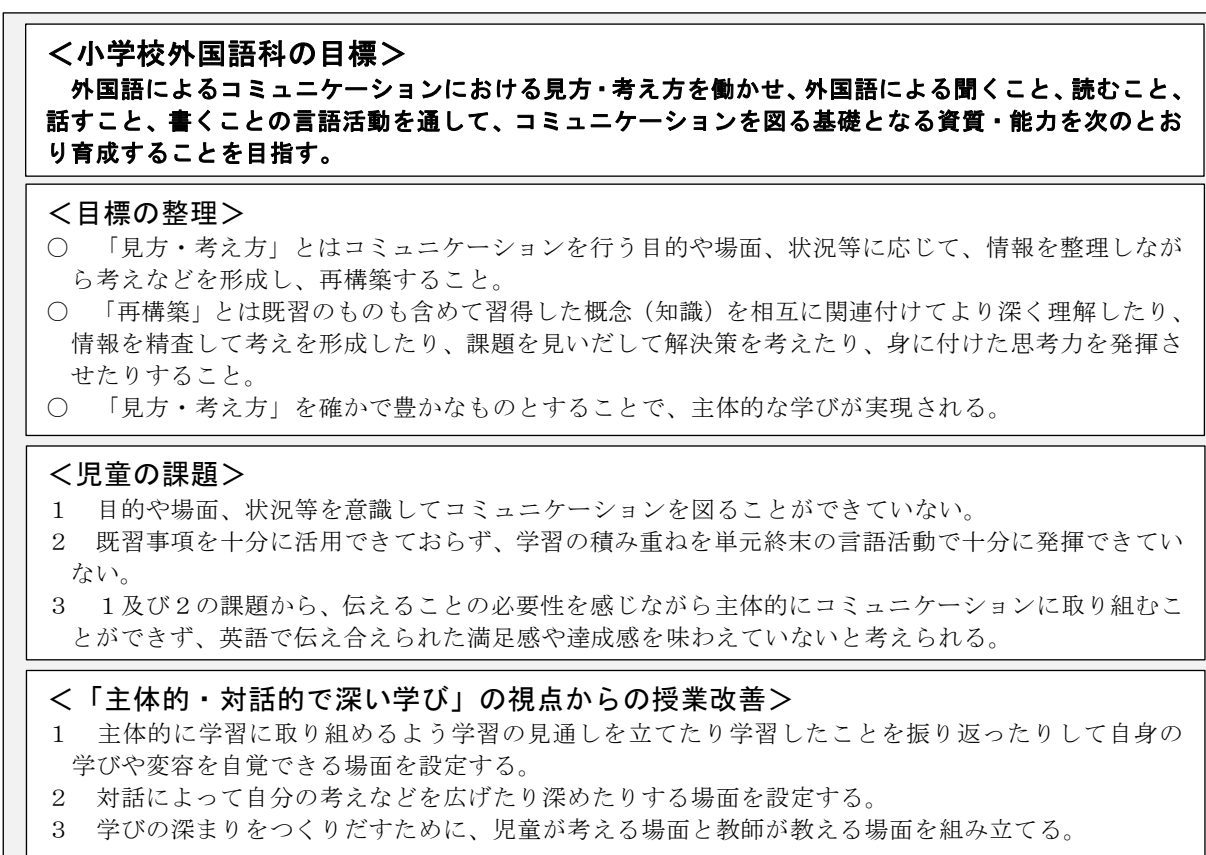 ＜小学校外国語科の目標＞
　外国語によるコミュニケーションにおける見方・考え方を働かせ、外国語による聞くこと、読むこと、
話すこと、書くことの言語活動を通して、コミュニケーションを図る基礎となる資質・能力を次のとお
り育成することを目指す。
＜目標の整理＞
○　「見方・考え方」とはコミュニケーションを行う目的や場面、状況等に応じて、情報を整理しなが
ら考えなどを形成し、再構築すること。
○　「再構築」とは既習のものも含めて習得した概念（知識）を相互に関連付けてより深く理解したり、
情報を精査して考えを形成したり、課題を見いだして解決策を考えたり、身に付けた思考力を発揮さ
せたりすること。
○　「見方・考え方」を確かで豊かなものとすることで、主体的な学びが実現される。
＜児童の課題＞
１　目的や場面、状況等を意識してコミュニケーションを図ることができていない。
２　既習事項を十分に活用できておらず、学習の積み重ねを単元終末の言語活動で十分に発揮できてい
ない。
３　１及び２の課題から、伝えることの必要性を感じながら主体的にコミュニケーションに取り組むこ
とができず、英語で伝え合えられた満足感や達成感を味わえていないと考えられる。
＜「主体的・対話的で深い学び」の視点からの授業改善＞
１　主体的に学習に取り組めるよう学習の見通しを立てたり学習したことを振り返ったりして自身の
学びや変容を自覚できる場面を設定する。
２　対話によって自分の考えなどを広げたり深めたりする場面を設定する。
３　学びの深まりをつくりだすために、児童が考える場面と教師が教える場面を組み立てる。